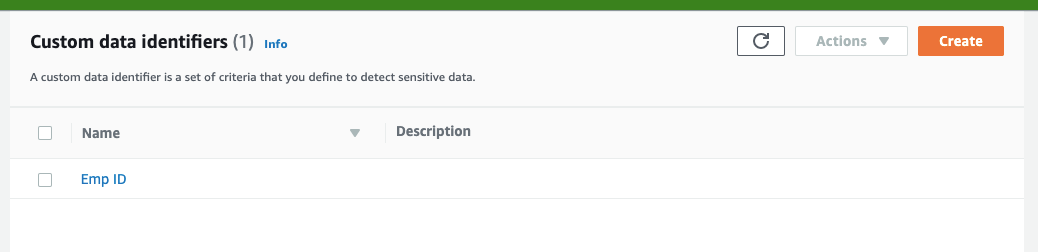 Custom data identifiers (1) Info
Actions
Create
A custom data identifier is a set of criteria that you define to detect sensitive data.
Name
Description
Emp ID